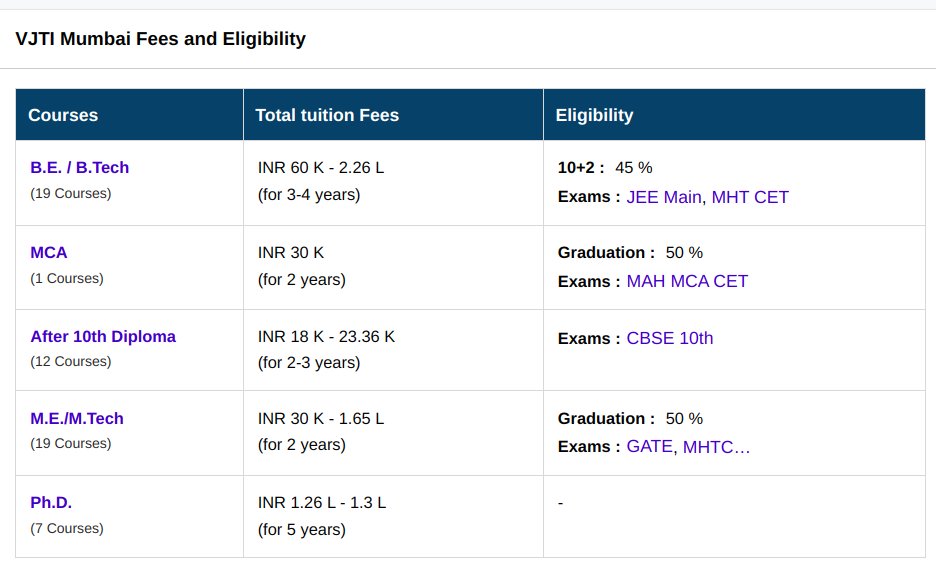 VJTI Mumbai Fees and Eligibility
Courses Total tuition Fees Eligibility
B.E. / B.Tech INR 60 K - 2.26 L 10+2 : 45 %
(19 Courses) (for 3-4 years) Exams : JEE Main, MHT CET
MCA INR 30 K Graduation : 50 %
(1 Courses) (for 2 years) Exams : MAH MCA CET
After 10th Diploma INR 18 K - 23.36 K Exams : CBSE 10th
(12 Courses) (for 2-3 years)
M.E./M.Tech INR 30 K - 1.65 L Graduation : 50 %
(19 Courses) (for 2 years) Exams : GATE, MHTC…
Ph.D. INR 1.26 L - 1.3 L -
(7 Courses) (for 5 years)